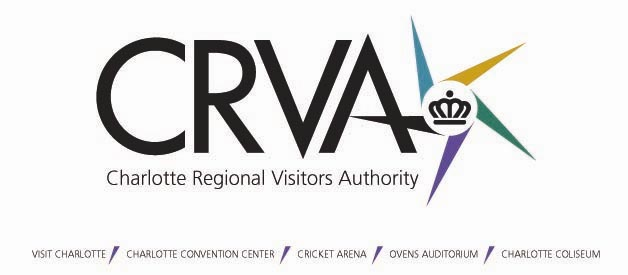 CRVA
Charlotte Regional Visitors Authority
VISIT CHARLOTTE / CHARLOTTE CONVENTION CENTER / CRICKET ARENA / OVENS AUDITORIUM / CHARLOTTE COLISEUM